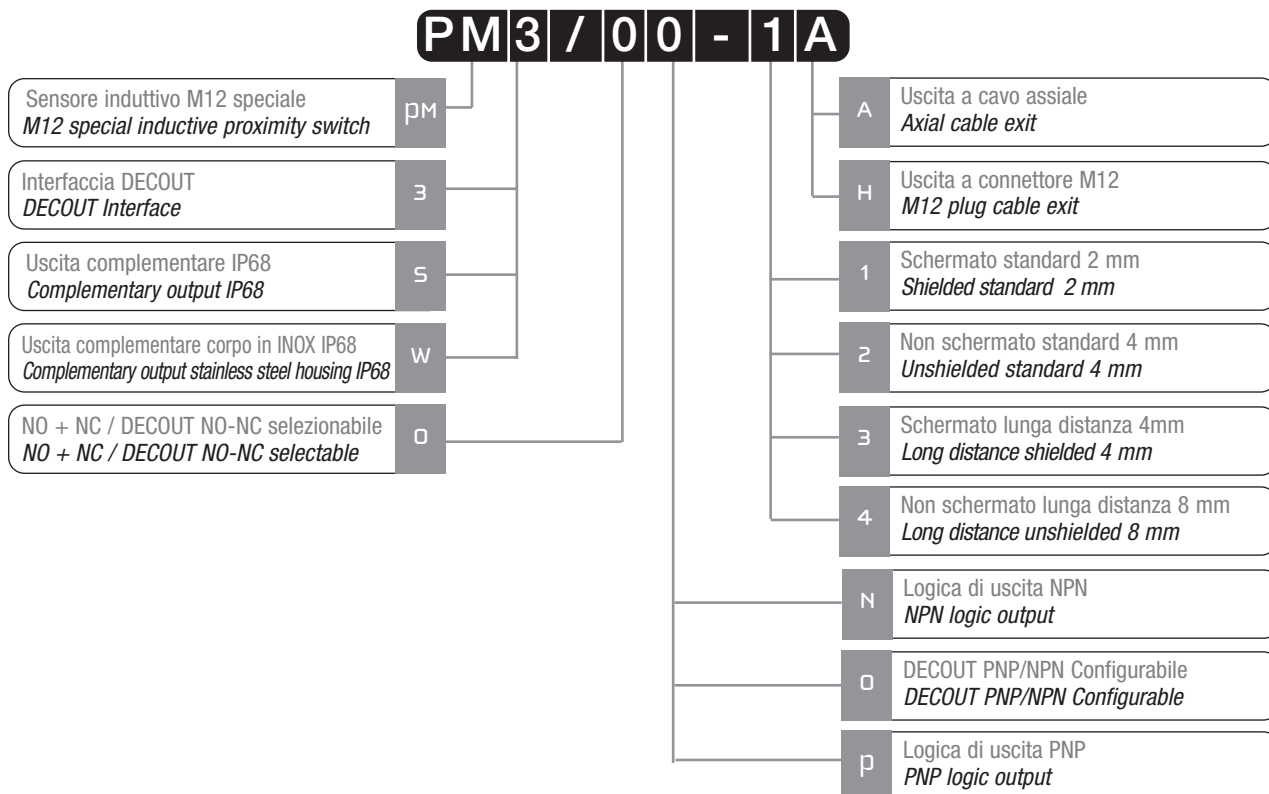 PM3/00-1A
Sensore induttivo M12 speciale
M12 special inductive proximity switch
PM
Interfaccia DECOUT
DECOUT Interface
3
Uscita complementare IP68
Complementary output IP68
S
Uscita complementare corpo in INOX IP68
Complementary output stainless steel housing IP68
W
NO + NC / DECOUT NO-NC selezionabile
NO + NC / DECOUT NO-NC selectable
0
A
Uscita a cavo assiale
Axial cable exit
H
Uscita a connettore M12
M12 plug cable exit
1
Schermato standard 2 mm
Shielded standard 2 mm
2
Non schermato standard 4 mm
Unshielded standard 4 mm
3
Schermato lunga distanza 4mm
Long distance shielded 4 mm
4
Non schermato lunga distanza 8 mm
Long distance unshielded 8 mm
N
Logica di uscita NPN
NPN logic output
0
DECOUT PNP/NPN Configurabile
DECOUT PNP/NPN Configurable
P
Logica di uscita PNP
PNP logic output